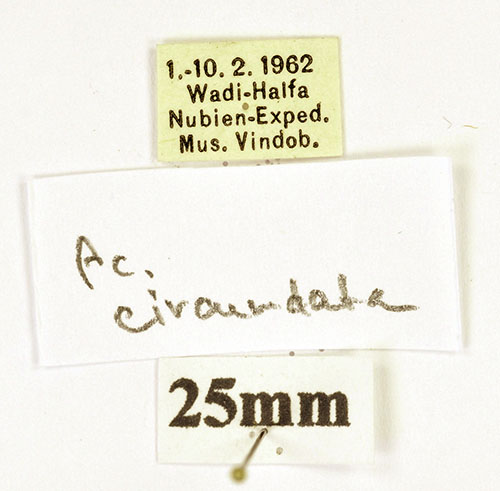 1.-10. 2. 1962
Wadi-Halfa
Nubien-Exped.
Mus. Vindob.
Ac.
circumdata
25mm